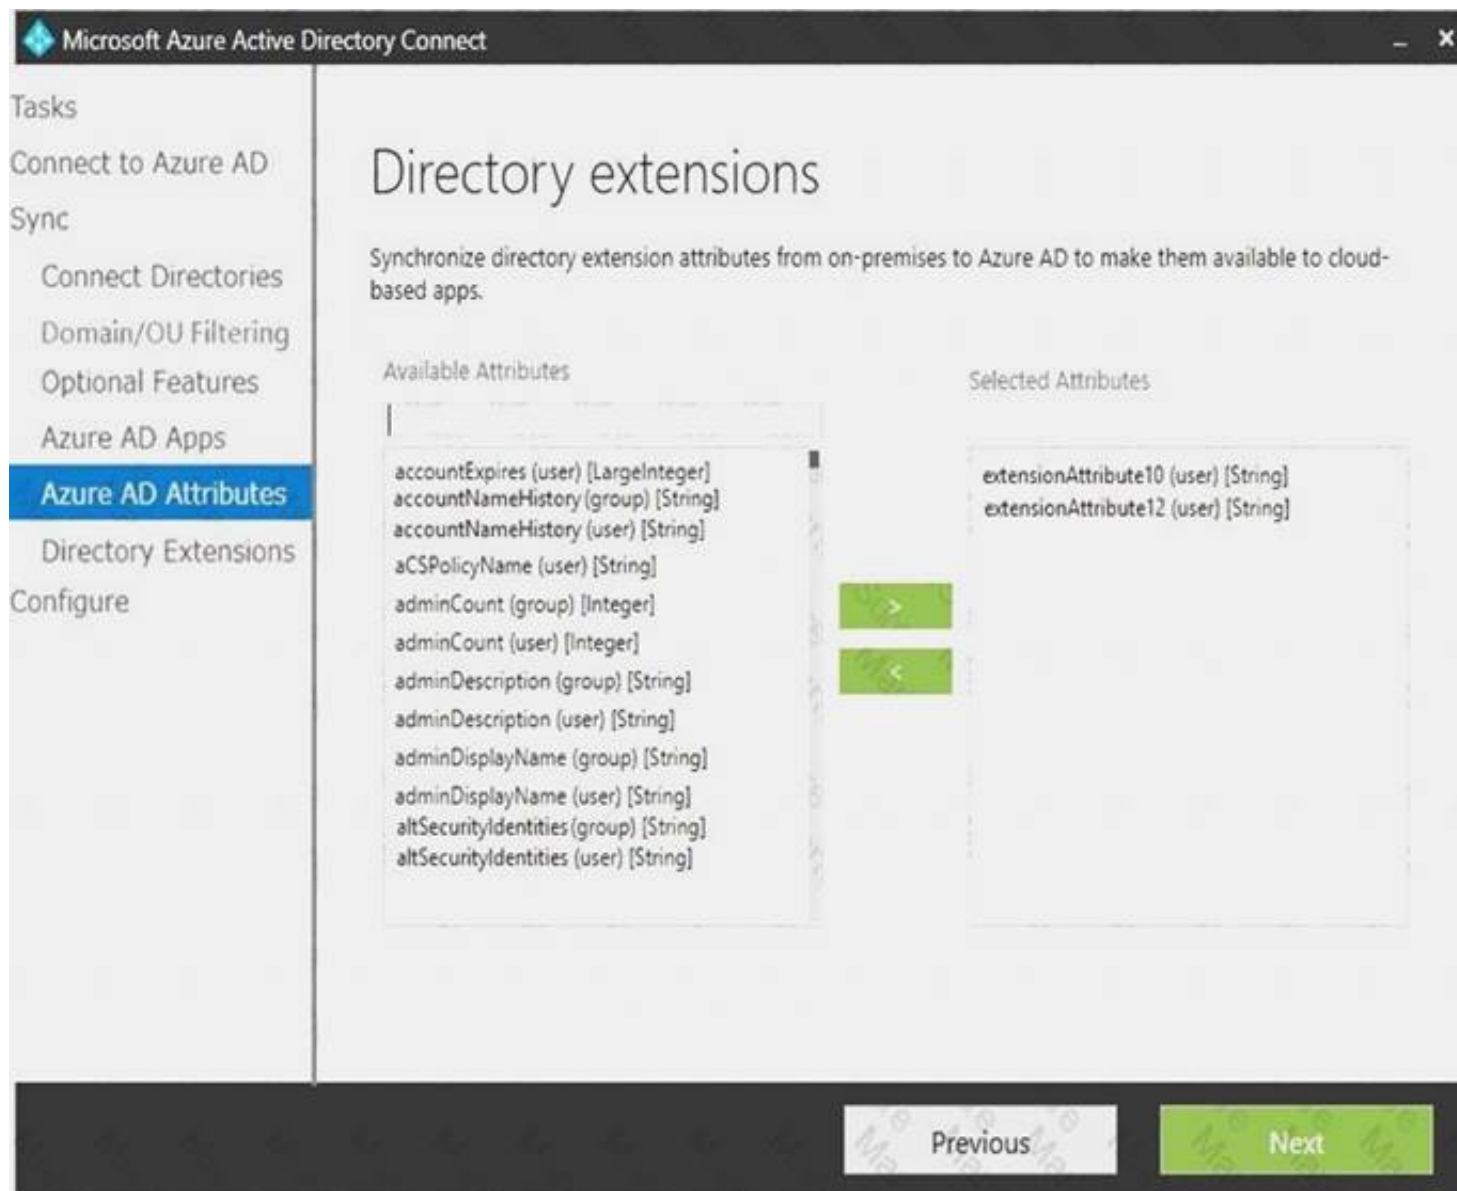 Microsoft Azure Active Directory Connect
Tasks
Connect to Azure AD
Sync
Connect Directories
Domain/OU Filtering
Optional Features
Azure AD Apps
Azure AD Attributes
Directory Extensions
Configure
Directory extensions
Synchronize directory extension attributes from on-premises to Azure AD to make them available to cloud-
based apps.
Available Attributes
accountExpires (user) [LargeInteger]
accountNameHistory (group) [String]
accountNameHistory (user) [String]
aCSPolicyName (user) [String]
adminCount (group) [Integer]
adminCount (user) [Integer]
adminDescription (group) [String]
adminDescription (user) [String]
adminDisplayName (group) [String]
adminDisplayName (user) [String]
altSecurityIdentities (group) [String]
altSecurityIdentities (user) [String]
>
<
Selected Attributes
extensionAttribute10 (user) [String]
extensionAttribute12 (user) [String]
Previous
Next